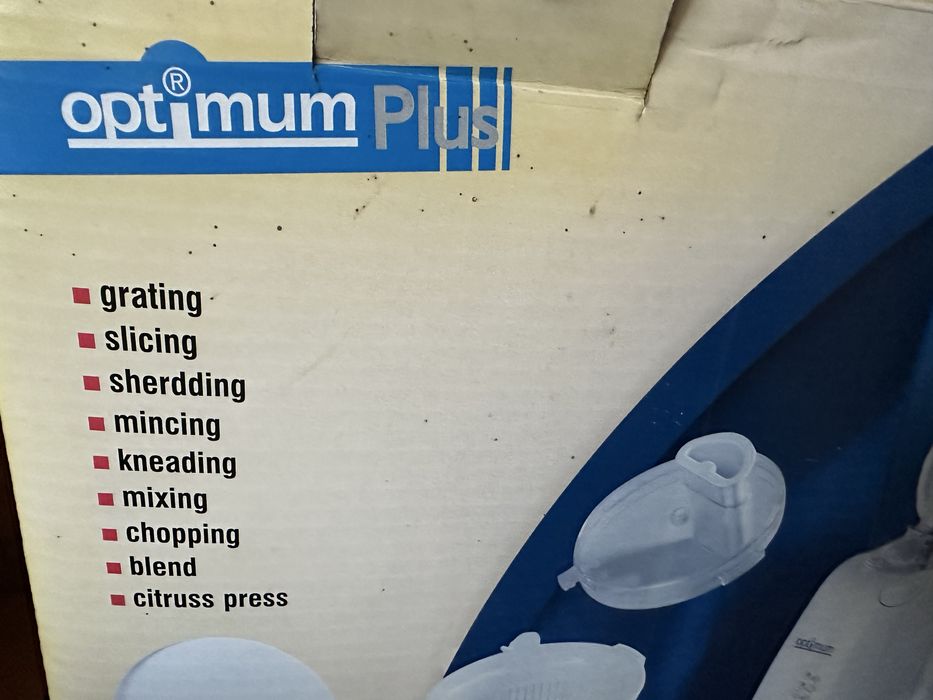 optimum® Plus
grating
slicing
sherdding
mincing
kneading
mixing
chopping
blend
citruss press
optimum